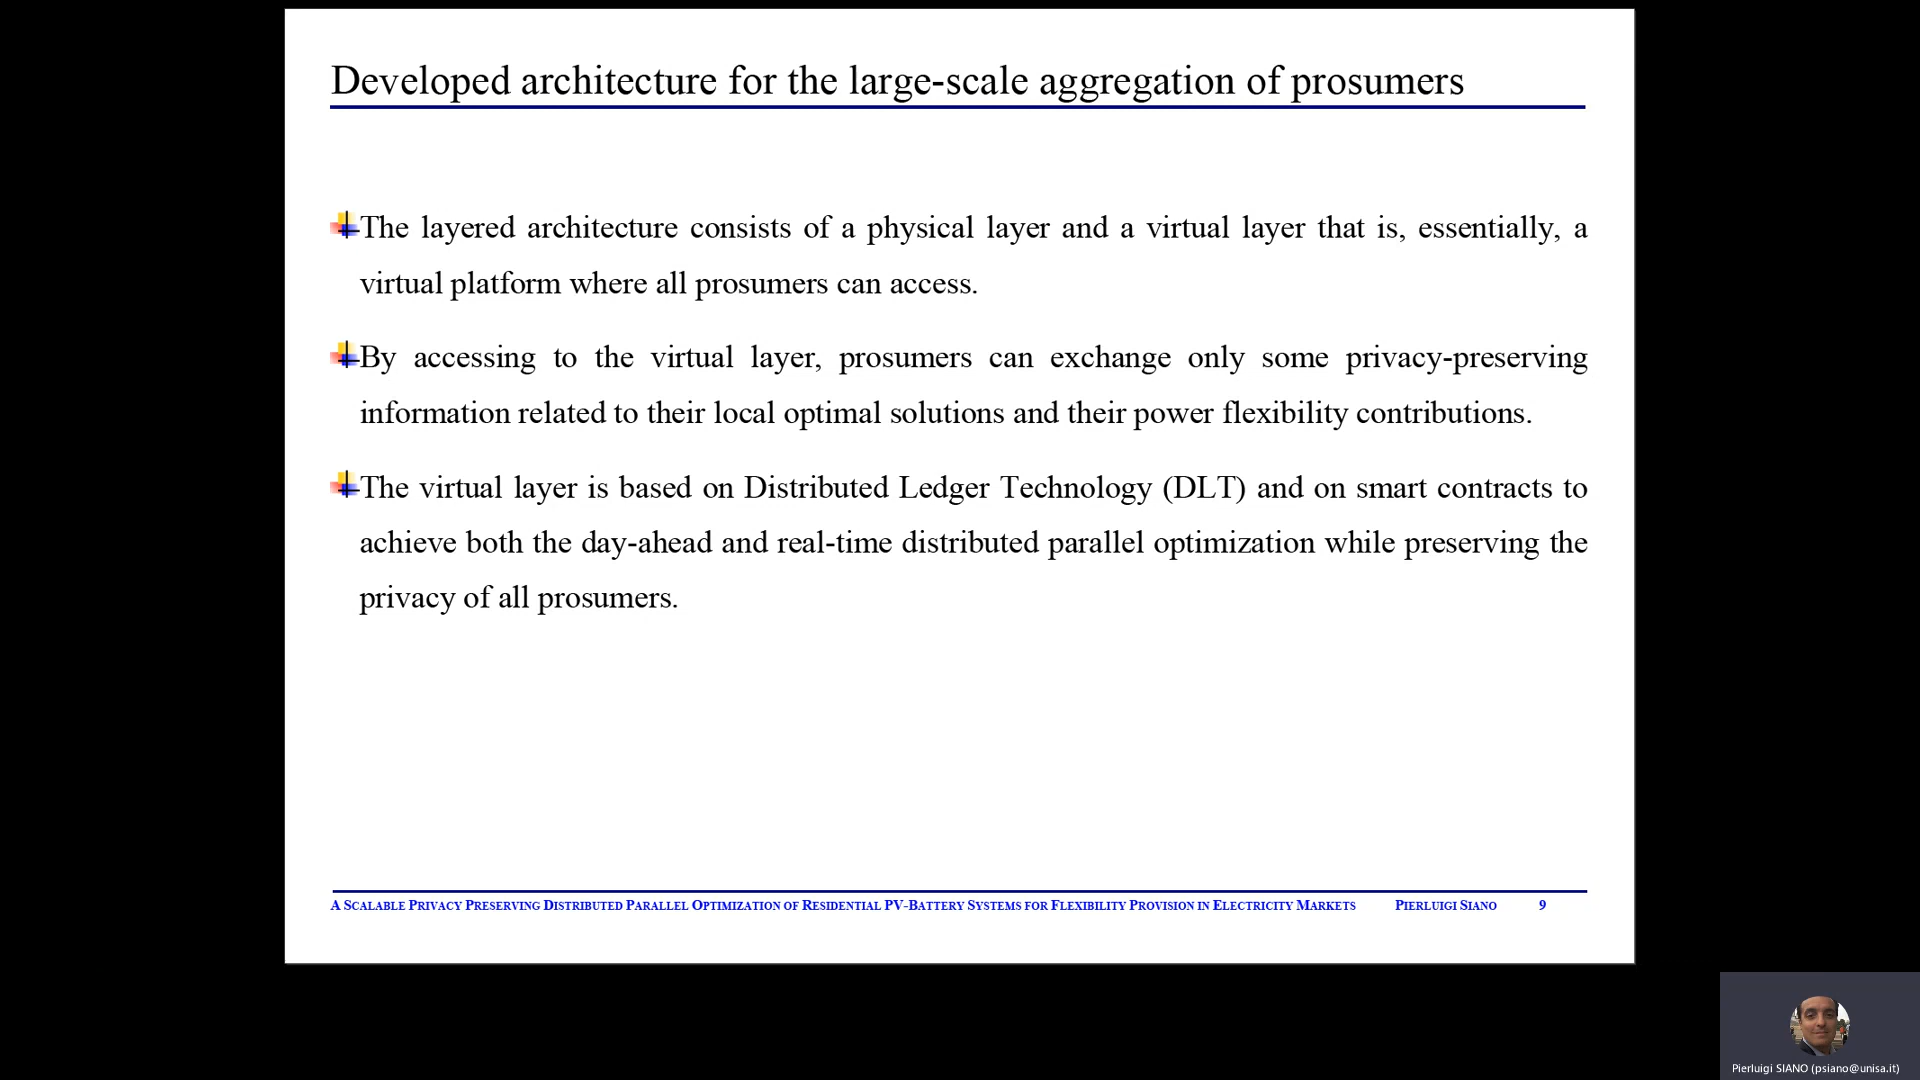 Developed architecture for the large-scale aggregation of prosumers
The layered architecture consists of a physical layer and a virtual layer that is, essentially, a
virtual platform where all prosumers can access.
By accessing to the virtual layer, prosumers can exchange only some privacy-preserving
information related to their local optimal solutions and their power flexibility contributions.
The virtual layer is based on Distributed Ledger Technology (DLT) and on smart contracts to
achieve both the day-ahead and real-time distributed parallel optimization while preserving the
privacy of all prosumers.
A Scalable Privacy Preserving Distributed Parallel Optimization of Residential PV-Battery Systems for Flexibility Provision in Electricity Markets Pierluigi Siano 9
Pierluigi SIANO (psiano@unisa.it)